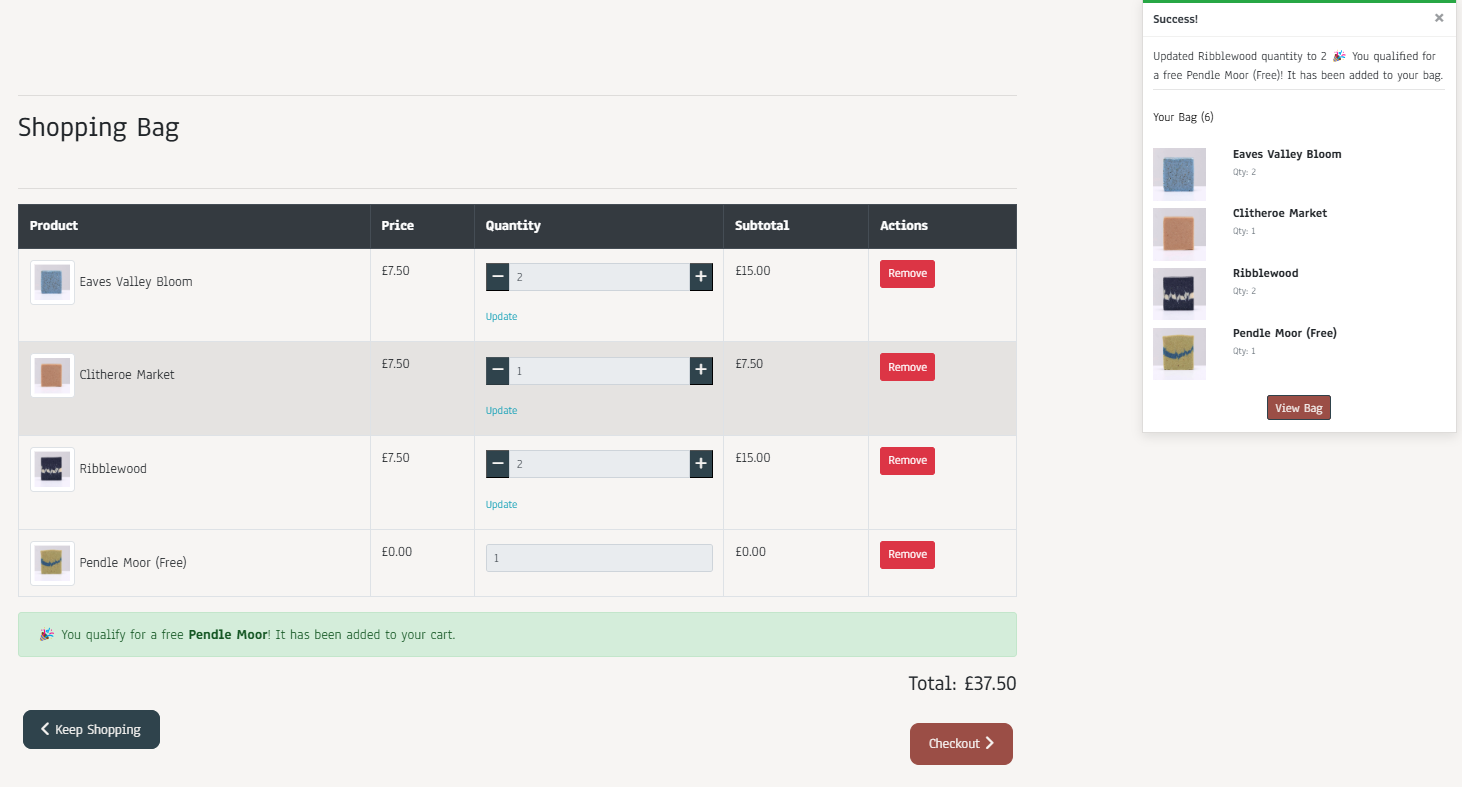 Success!
×
Updated Ribblewood quantity to 2 🎉 You qualified for
a free Pendle Moor (Free)! It has been added to your bag.
Your Bag (6)
Eaves Valley Bloom
Qty: 2
Clitheroe Market
Qty: 1
Ribblewood
Qty: 2
Pendle Moor (Free)
Qty: 1
View Bag
Shopping Bag
Product Price Quantity Subtotal Actions
Eaves Valley Bloom £7.50 − 2 + £15.00 Remove
Update
Clitheroe Market £7.50 − 1 + £7.50 Remove
Update
Ribblewood £7.50 − 2 + £15.00 Remove
Update
Pendle Moor (Free) £0.00 1 £0.00 Remove
🎉 You qualify for a free Pendle Moor! It has been added to your cart.
Total: £37.50
Keep Shopping
Checkout